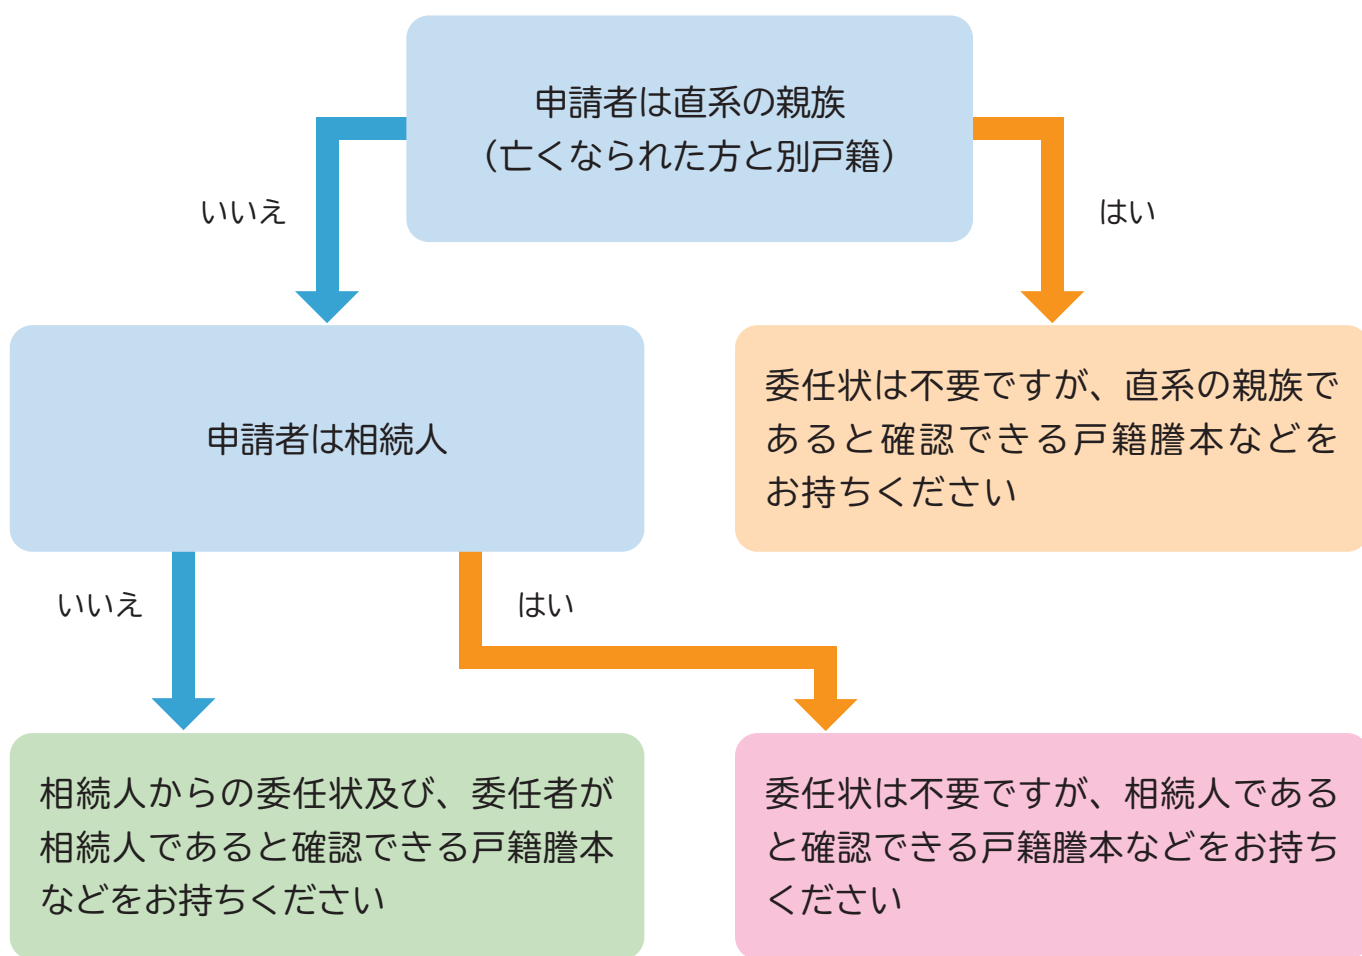 申請者は直系の親族
（亡くなられた方と別戸籍）
いいえ
はい
申請者は相続人
委任状は不要ですが、直系の親族で
あると確認できる戸籍謄本などを
お持ちください
いいえ
はい
相続人からの委任状及び、委任者が
相続人であると確認できる戸籍謄本
などをお持ちください
委任状は不要ですが、相続人である
と確認できる戸籍謄本などをお持ち
ください